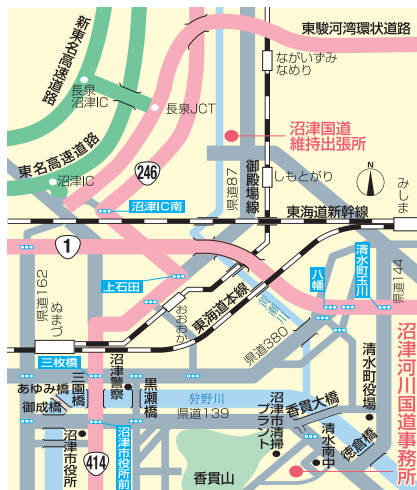 新東名高速道路
東駿河湾環状道路
ながいずみ
なめり
長泉
沼津IC
長泉JCT
沼津国道
維持出張所
東名高速道路
246
御殿場線
県道87
しもとがり
N
みしま
沼津IC
沼津IC南
東海道新幹線
1
上石田
八幡
清水町玉川
県道144
県道162
ぬまづ
おおおか
東海道本線
黄瀬川
県道380
沼津河川国道事務所
三枚橋
あゆみ橋
御成橋
三園橋
沼津警察
黒瀬橋
狩野川
県道139
香貫大橋
清水町役場
徳倉橋
沼津市役所
沼津市役所前
414
沼津市清掃
プラント
清水南中
香貫山